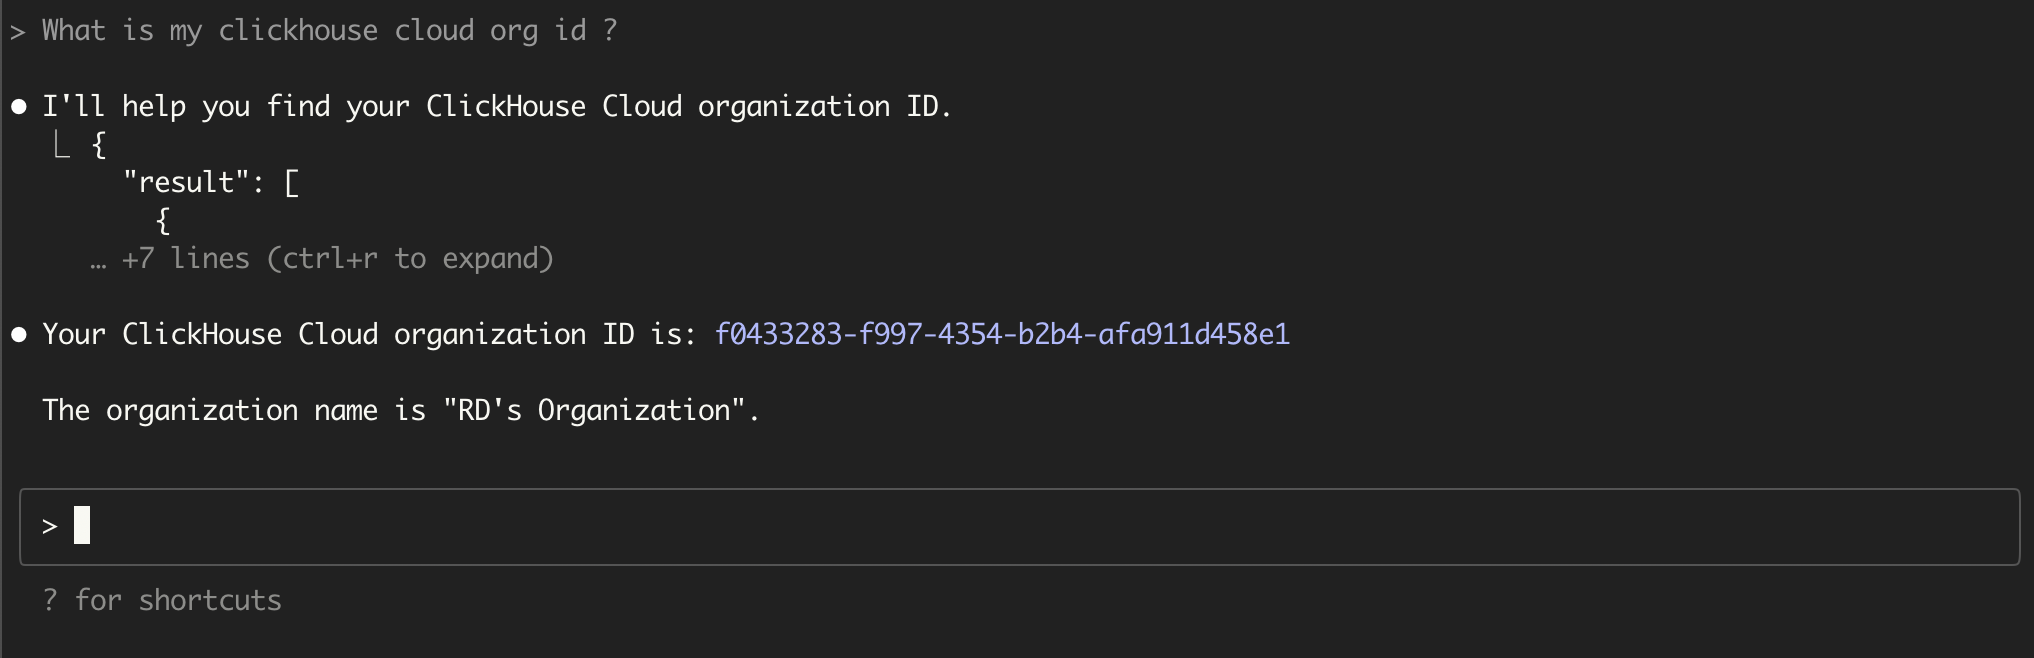 > What is my clickhouse cloud org id ?
● I'll help you find your ClickHouse Cloud organization ID.
⎿ {
"result": [
{
… +7 lines (ctrl+r to expand)
● Your ClickHouse Cloud organization ID is: f0433283-f997-4354-b2b4-afa911d458e1
The organization name is "RD's Organization".
>
? for shortcuts